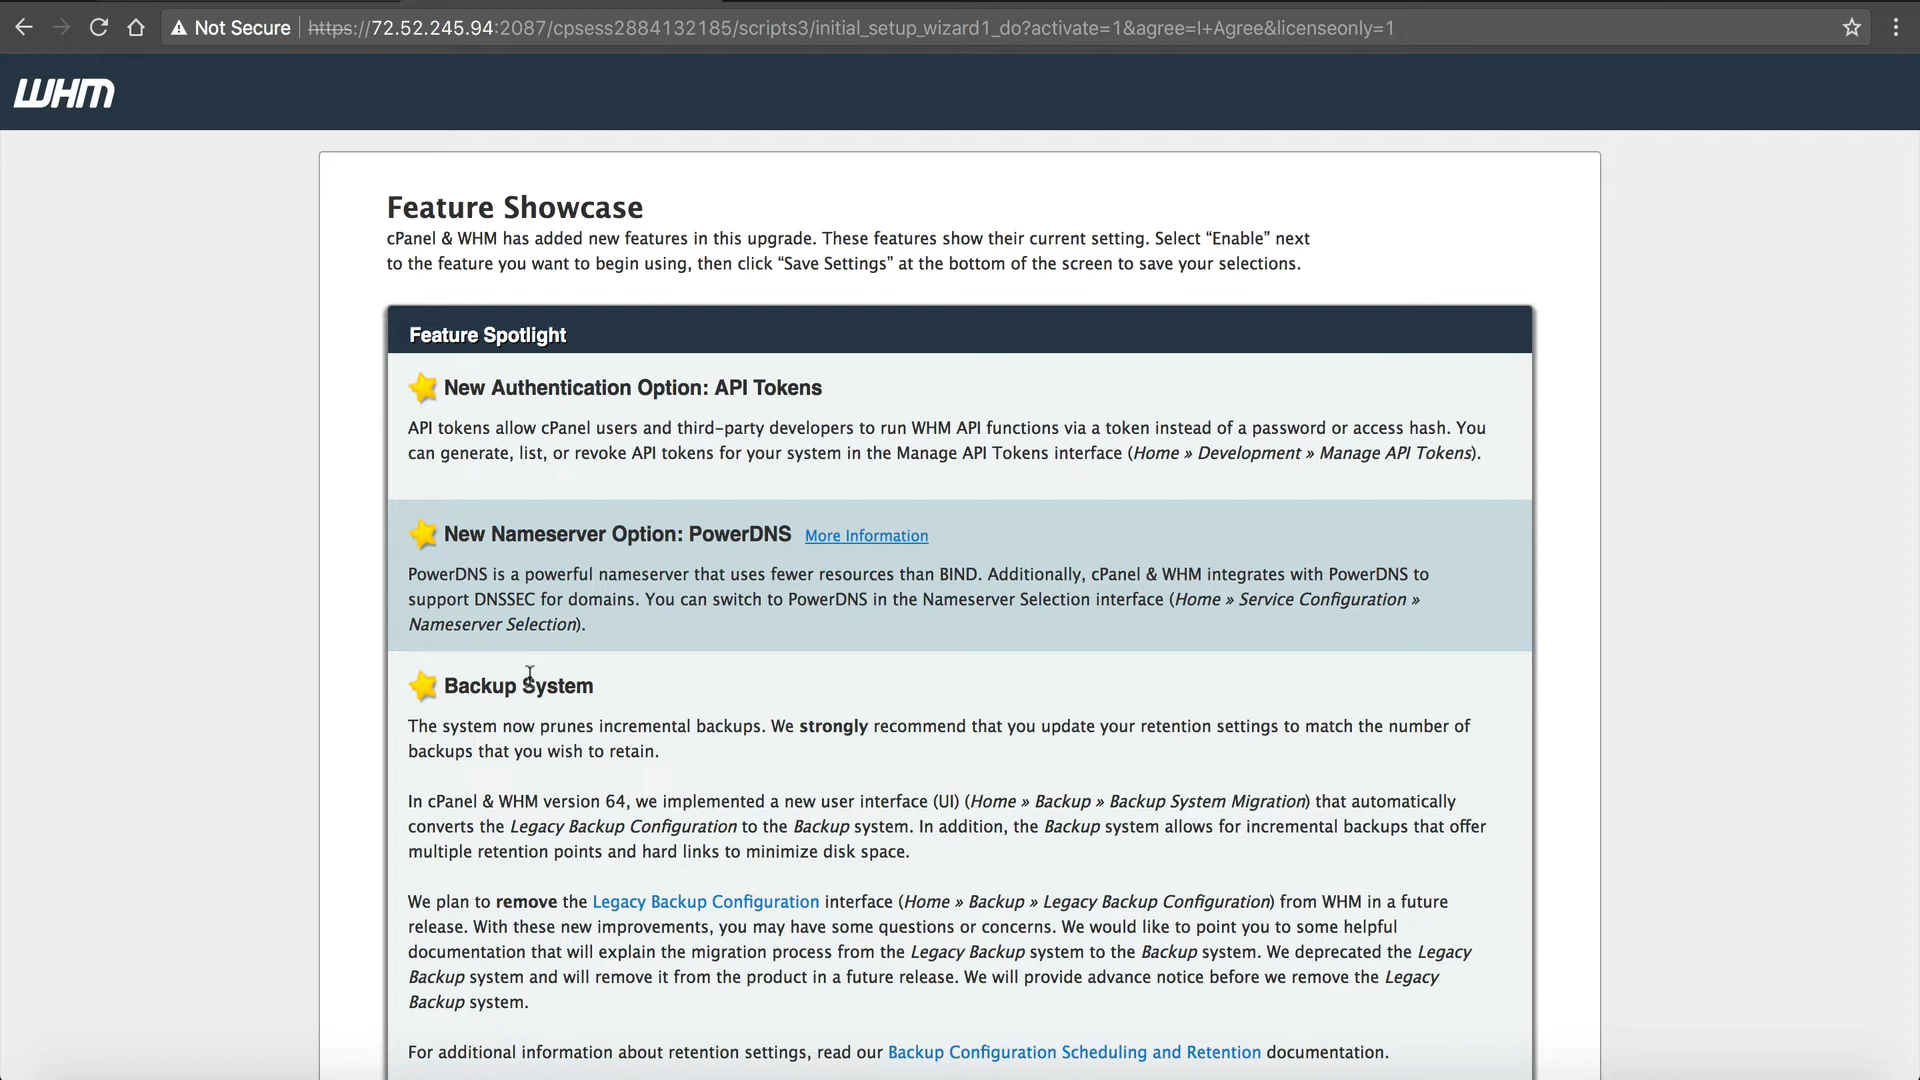 Not Secure
https://72.52.245.94:2087/cpsess2884132185/scripts3/initial_setup_wizard1_do?activate=1&agree=I+Agree&licenseonly=1
WHM
Feature Showcase
cPanel & WHM has added new features in this upgrade. These features show their current setting. Select “Enable” next
to the feature you want to begin using, then click “Save Settings” at the bottom of the screen to save your selections.
Feature Spotlight
New Authentication Option: API Tokens
API tokens allow cPanel users and third-party developers to run WHM API functions via a token instead of a password or access hash. You
can generate, list, or revoke API tokens for your system in the Manage API Tokens interface (Home » Development » Manage API Tokens).
New Nameserver Option: PowerDNS More Information
PowerDNS is a powerful nameserver that uses fewer resources than BIND. Additionally, cPanel & WHM integrates with PowerDNS to
support DNSSEC for domains. You can switch to PowerDNS in the Nameserver Selection interface (Home » Service Configuration »
Nameserver Selection).
Backup System
The system now prunes incremental backups. We strongly recommend that you update your retention settings to match the number of
backups that you wish to retain.
In cPanel & WHM version 64, we implemented a new user interface (UI) (Home » Backup » Backup System Migration) that automatically
converts the Legacy Backup Configuration to the Backup system. In addition, the Backup system allows for incremental backups that offer
multiple retention points and hard links to minimize disk space.
We plan to remove the Legacy Backup Configuration interface (Home » Backup » Legacy Backup Configuration) from WHM in a future
release. With these new improvements, you may have some questions or concerns. We would like to point you to some helpful
documentation that will explain the migration process from the Legacy Backup system to the Backup system. We deprecated the Legacy
Backup system and will remove it from the product in a future release. We will provide advance notice before we remove the Legacy
Backup system.
For additional information about retention settings, read our Backup Configuration Scheduling and Retention documentation.